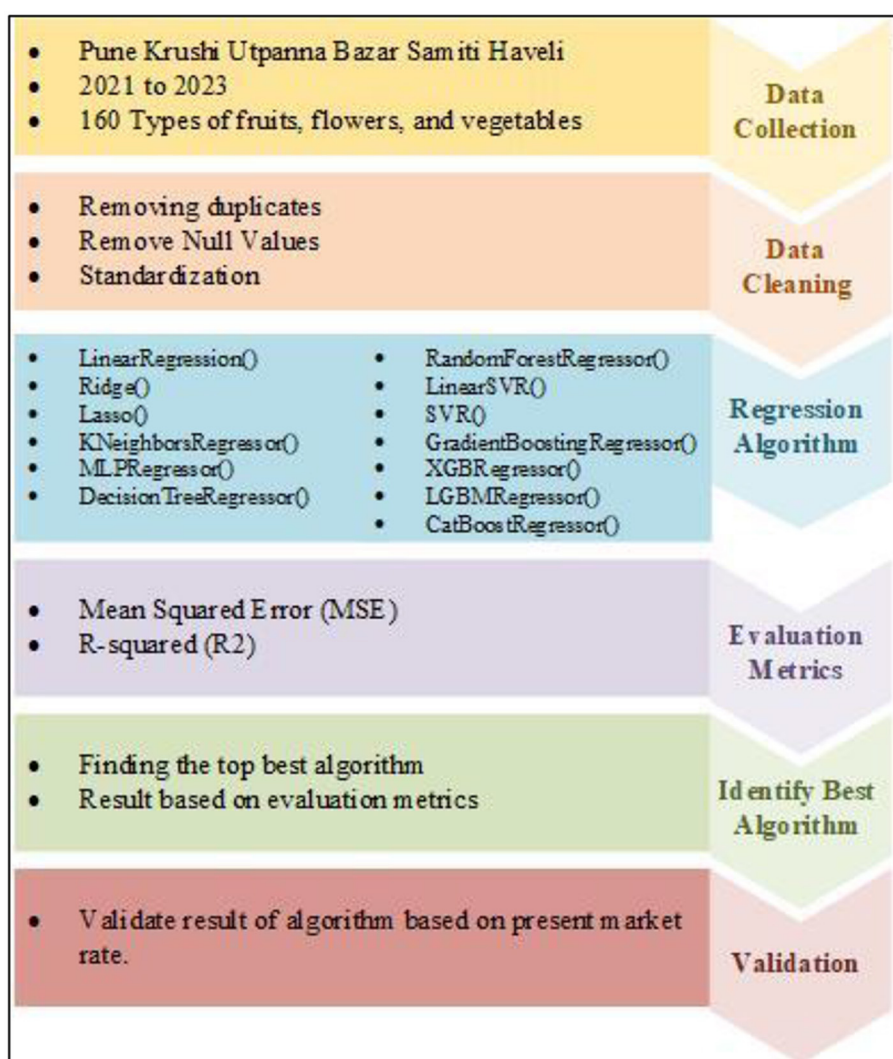 • Pune Krushi Utpanna Bazar Samiti Haveli
• 2021 to 2023
• 160 Types of fruits, flowers, and vegetables
Data
Collection
• Removing duplicates
• Remove Null Values
• Standardization
Data
Cleaning
• LinearRegression()
• Ridge()
• Lasso()
• KNeighborsRegressor()
• MLPRegressor()
• DecisionTreeRegressor()
• RandomForestRegressor()
• LinearSVR()
• SVR()
• GradientBoostingRegressor()
• XGBRegressor()
• LGBMRegressor()
• CatBoostRegressor()
Regression
Algorithm
• Mean Squared Error (MSE)
• R-squared (R2)
Evaluation
Metrics
• Finding the top best algorithm
• Result based on evaluation metrics
Identify Best
Algorithm
• Validate result of algorithm based on present market
rate.
Validation